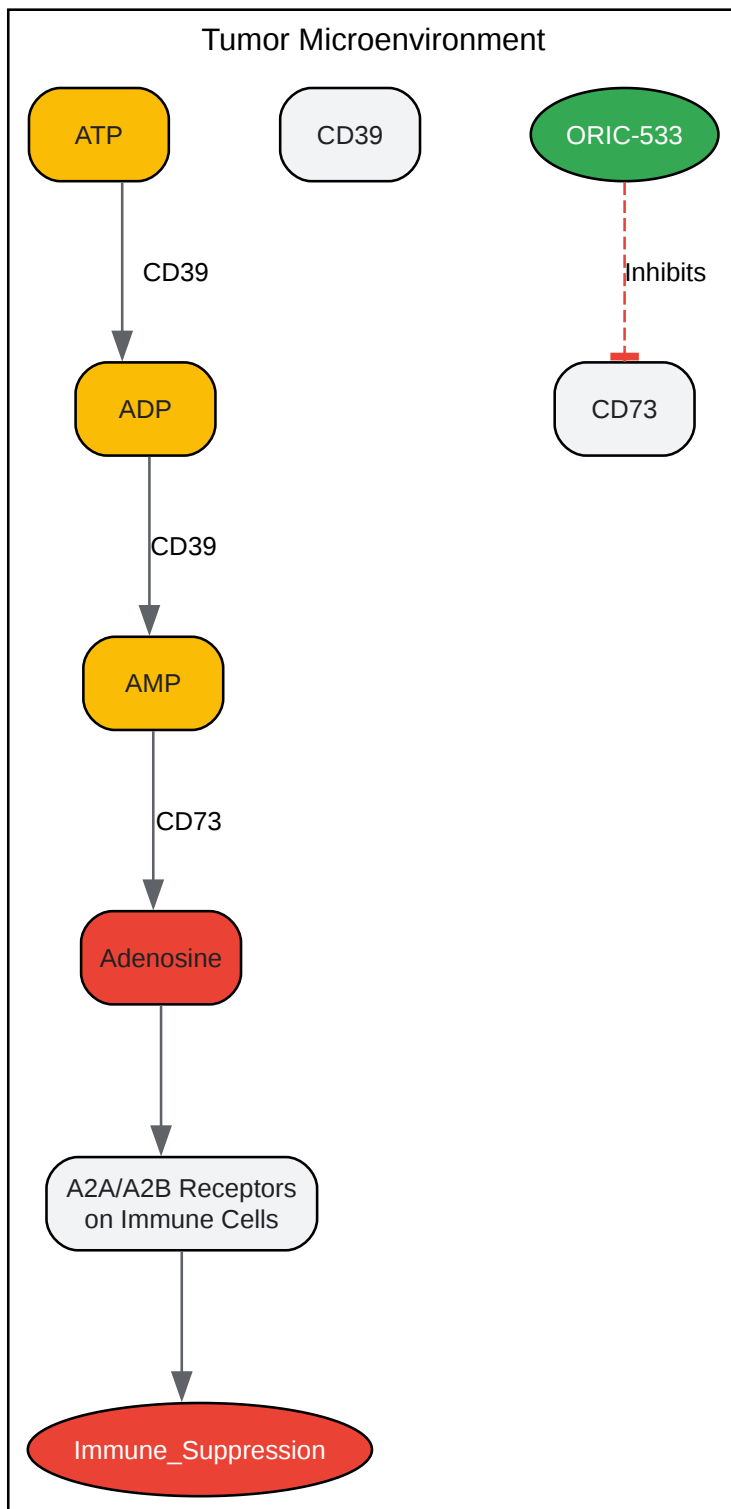 Tumor Microenvironment
ATP
CD39
ORIC-533
CD39
Inhibits
ADP
CD73
CD39
AMP
CD73
Adenosine
A2A/A2B Receptors
on Immune Cells
Immune_Suppression